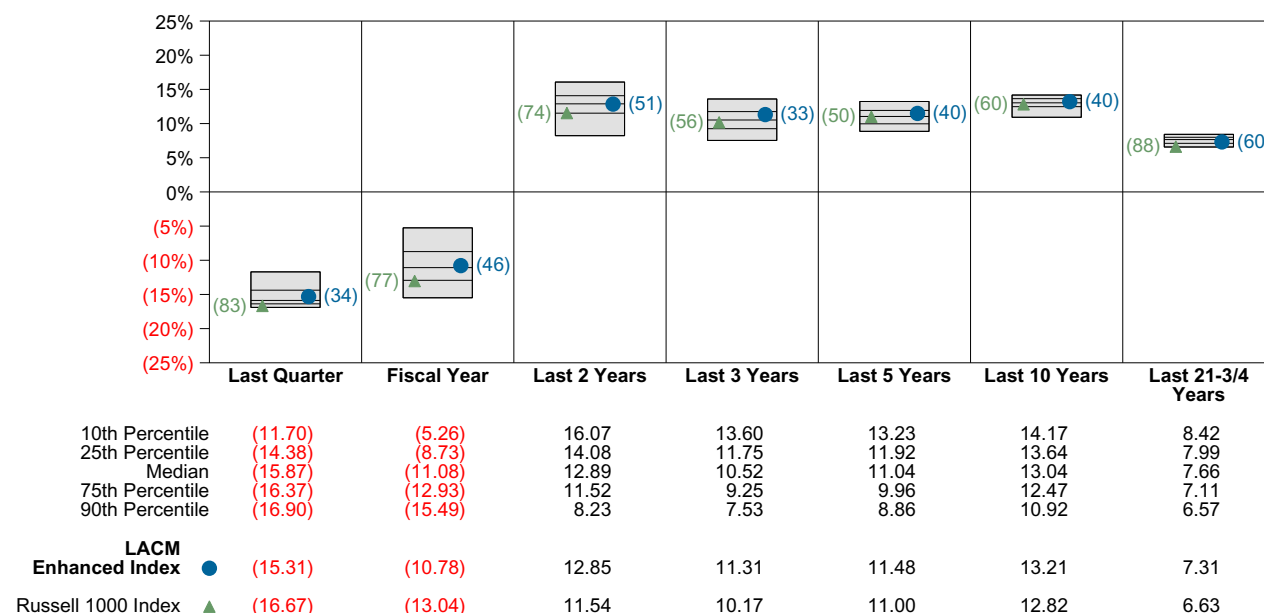 25%
20%
15%
10%
5%
0%
(5%)
(10%)
(15%)
(20%)
(25%)
(83) (34)
(77) (46)
(74) (51)
(56) (33)
(50) (40)
(60) (40)
(88) (60
Last Quarter Fiscal Year Last 2 Years Last 3 Years Last 5 Years Last 10 Years Last 21-3/4
Years
10th Percentile (11.70) (5.26) 16.07 13.60 13.23 14.17 8.42
25th Percentile (14.38) (8.73) 14.08 11.75 11.92 13.64 7.99
Median (15.87) (11.08) 12.89 10.52 11.04 13.04 7.66
75th Percentile (16.37) (12.93) 11.52 9.25 9.96 12.47 7.11
90th Percentile (16.90) (15.49) 8.23 7.53 8.86 10.92 6.57
LACM
Enhanced Index (15.31) (10.78) 12.85 11.31 11.48 13.21 7.31
Russell 1000 Index (16.67) (13.04) 11.54 10.17 11.00 12.82 6.63